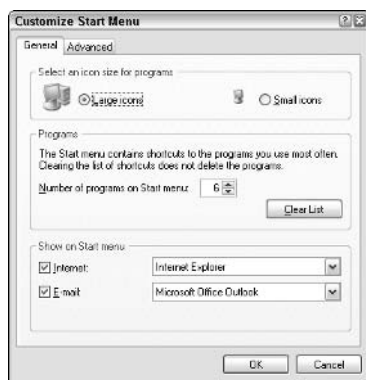 Customize Start Menu
General Advanced
Select an icon size for programs
Large icons Small icons
Programs
The Start menu contains shortcuts to the programs you use most often.
Clearing the list of shortcuts does not delete the programs.
Number of programs on Start menu: 6
Clear List
Show on Start menu
Internet: Internet Explorer
E-mail: Microsoft Office Outlook
OK Cancel